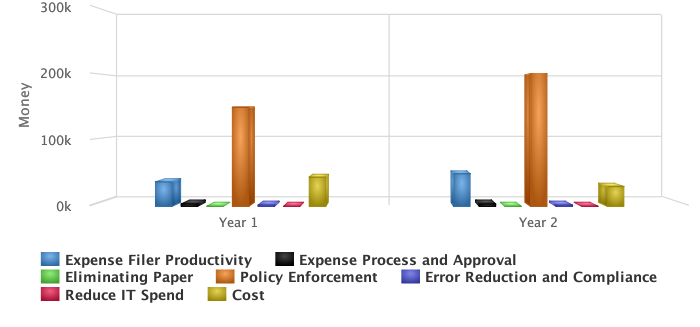 300k
200k
100k
0k
Money
Year 1 Year 2
Expense Filer Productivity Expense Process and Approval
Eliminating Paper Policy Enforcement Error Reduction and Compliance
Reduce IT Spend Cost